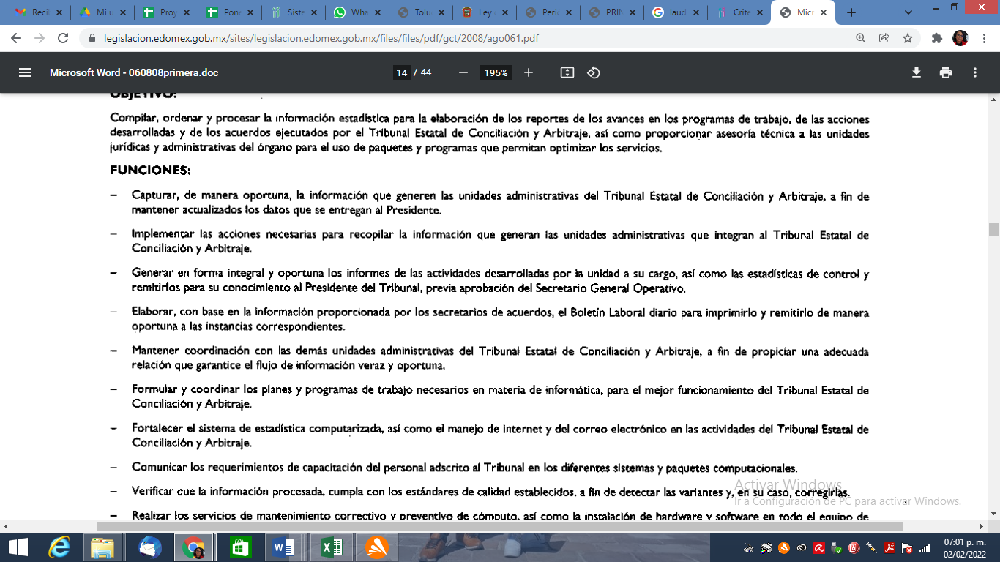 Reci
Mi u
Proy
Pone
Siste
Wha
Tolu
Ley
Peri
PRIN
laud
Crite
Micr
legislacion.edomex.gob.mx/sites/legislacion.edomex.gob.mx/files/files/pdf/gct/2008/ago061.pdf
Microsoft Word - 060808primera.doc
14 / 44
195%
OBJETIVO:
Compilar, ordenar y procesar la información estadística para la elaboración de los reportes de los avances en los programas de trabajo, de las acciones
desarrolladas y de los acuerdos ejecutados por el Tribunal Estatal de Conciliación y Arbitraje, así como proporcionar asesoría técnica a las unidades
jurídicas y administrativas del órgano para el uso de paquetes y programas que permitan optimizar los servicios.
FUNCIONES:
– Capturar, de manera oportuna, la información que generen las unidades administrativas del Tribunal Estatal de Conciliación y Arbitraje, a fin de
mantener actualizados los datos que se entregan al Presidente.
– Implementar las acciones necesarias para recopilar la información que generan las unidades administrativas que integran al Tribunal Estatal de
Conciliación y Arbitraje.
– Generar en forma integral y oportuna los informes de las actividades desarrolladas por la unidad a su cargo, así como las estadísticas de control y
remitirlos para su conocimiento al Presidente del Tribunal, previa aprobación del Secretario General Operativo.
– Elaborar, con base en la información proporcionada por los secretarios de acuerdos, el Boletín Laboral diario para imprimirlo y remitirlo de manera
oportuna a las instancias correspondientes.
– Mantener coordinación con las demás unidades administrativas del Tribunal Estatal de Conciliación y Arbitraje, a fin de propiciar una adecuada
relación que garantice el flujo de información veraz y oportuna.
– Formular y coordinar los planes y programas de trabajo necesarios en materia de informática, para el mejor funcionamiento del Tribunal Estatal de
Conciliación y Arbitraje.
– Fortalecer el sistema de estadística computarizada, así como el manejo de internet y del correo electrónico en las actividades del Tribunal Estatal de
Conciliación y Arbitraje.
– Comunicar los requerimientos de capacitación del personal adscrito al Tribunal en los diferentes sistemas y paquetes computacionales.
– Verificar que la información procesada, cumpla con los estándares de calidad establecidos, a fin de detectar las variantes y, en su caso, corregirlas.
– Realizar los servicios de mantenimiento correctivo y preventivo de cómputo, así como la instalación de hardware y software en todo el equipo de
Activar Windows
Ir a Configuración de PC para activar Windows.
07:01 p. m.
02/02/2022